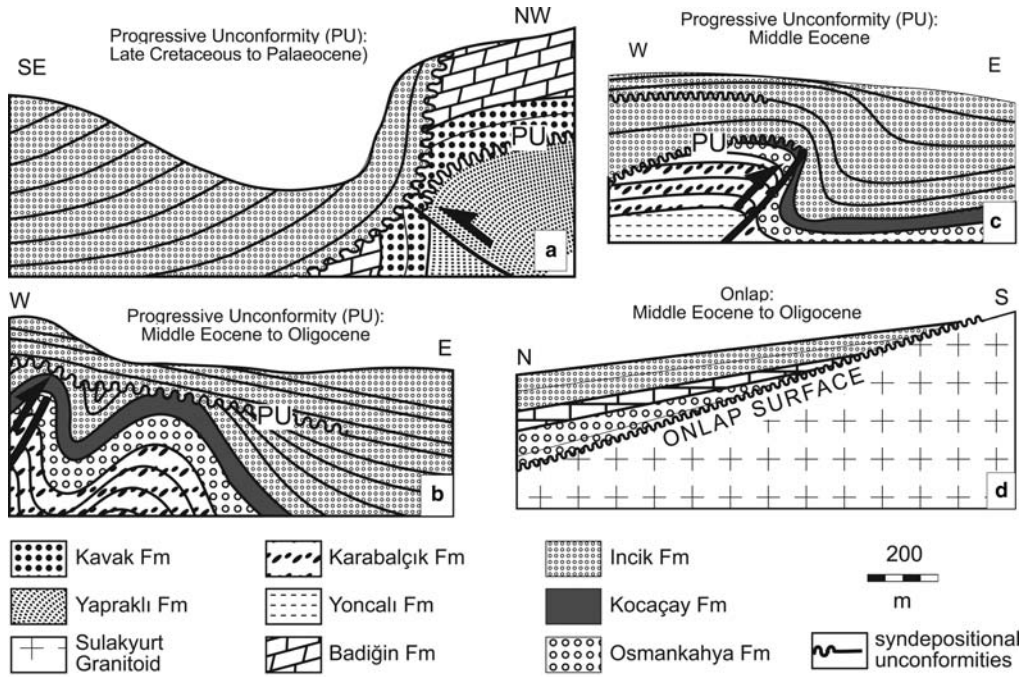 Progressive Unconformity (PU):
Late Cretaceous to Palaeocene)
SE
NW
PU
a
Progressive Unconformity (PU):
Middle Eocene
W
E
PU
c
W
Progressive Unconformity (PU):
Middle Eocene to Oligocene
E
PU
b
Onlap:
Middle Eocene to Oligocene
S
N
ONLAP SURFACE
d
Kavak Fm
Yapraklı Fm
Sulakyurt
Granitoid
Karabalçık Fm
Yoncalı Fm
Badiğin Fm
Incik Fm
Kocaçay Fm
Osmankahya Fm
200
m
syndepositional
unconformities